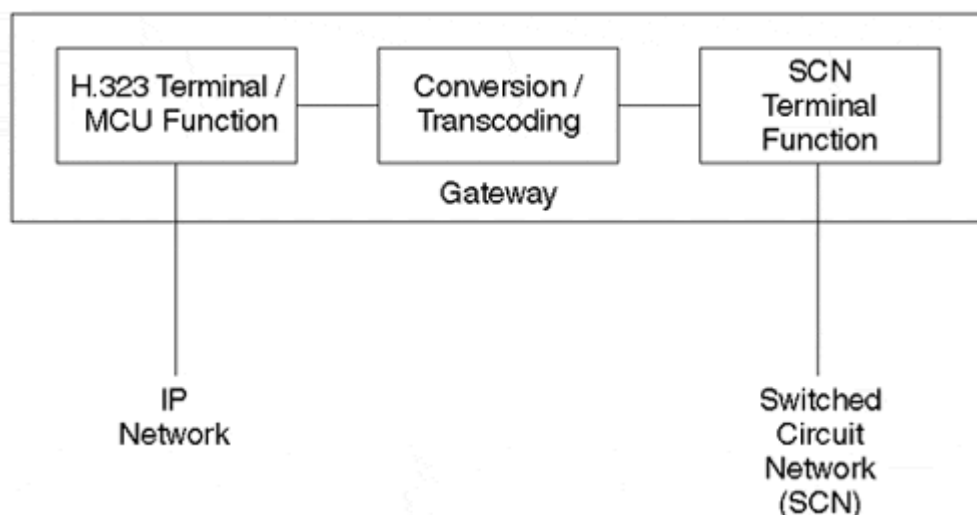 H.323 Terminal /
MCU Function
Conversion /
Transcoding
SCN
Terminal
Function
Gateway
IP
Network
Switched
Circuit
Network
(SCN)